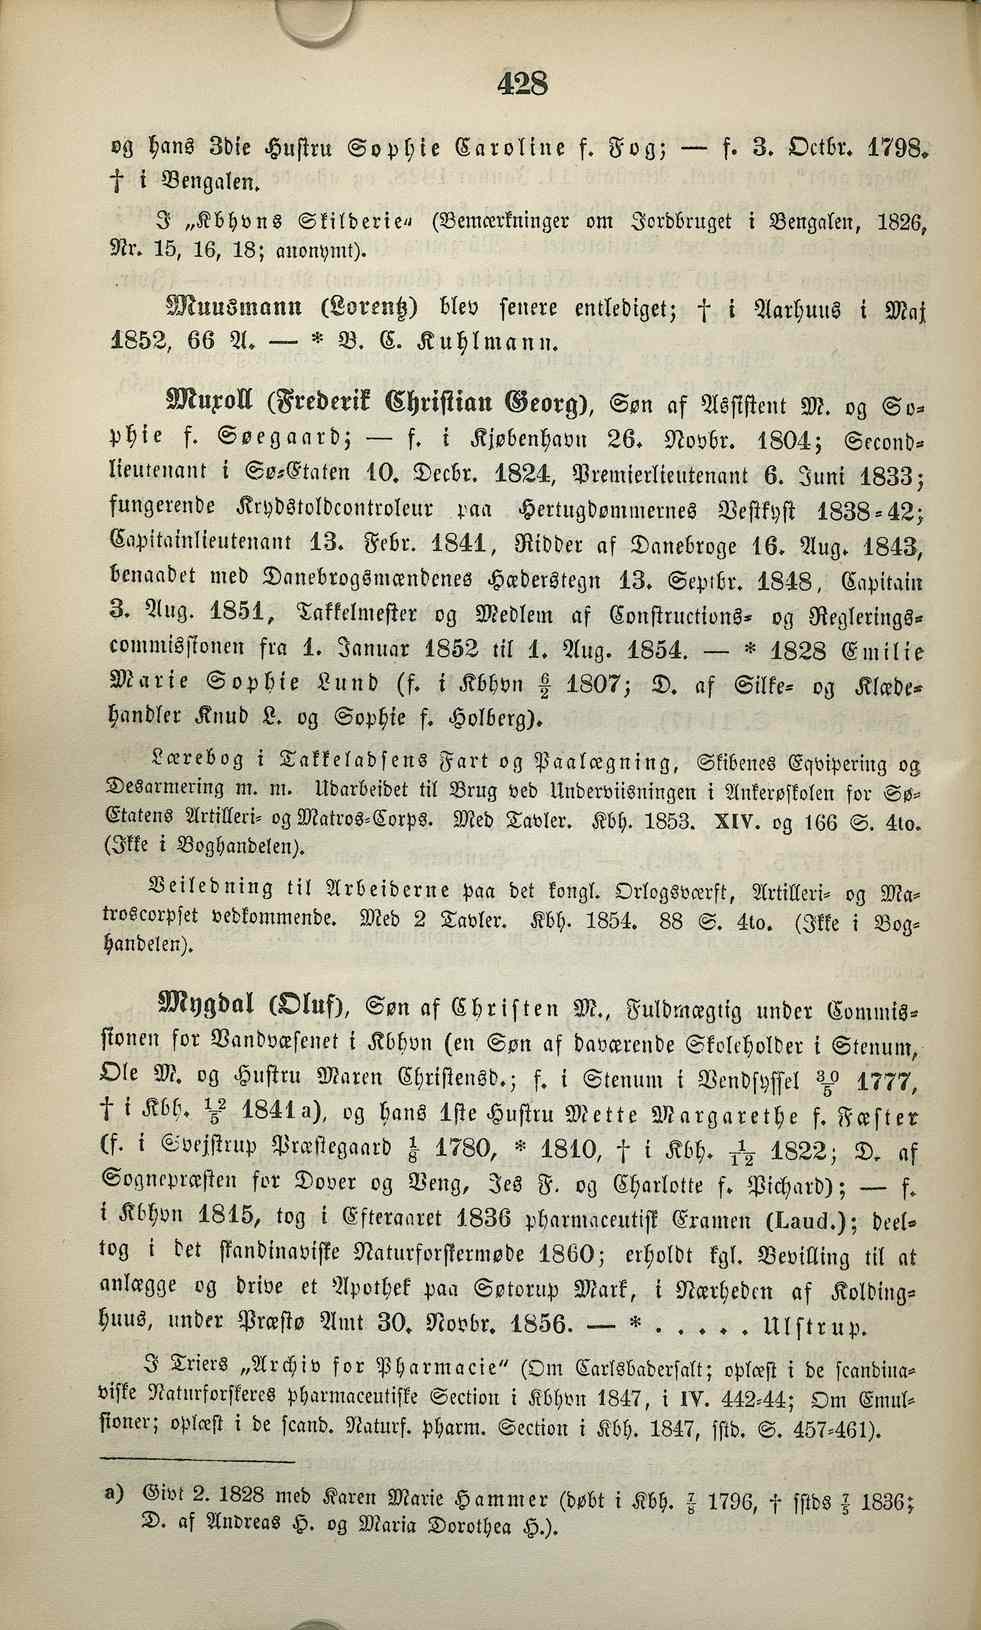 428
og hans 3die Hustru Sophie Caroline f. Fog; — f. 3. Octbr. 1798.
† i Bengalen.
I „Kbhvns Skilderie“ (Bemærkninger om Jordbruget i Bengalen, 1826,
Nr. 15, 16, 18; anonymt).
Muusmann (Lorentz) blev senere entlediget; † i Aarhuus i Maj
1852, 66 A. — * B. C. Kuhlmann.
Muxoll (Frederik Christian Georg), Søn af Assistent M. og So-
phie f. Søegaard; — f. i Kjøbenhavn 26. Novbr. 1804; Second-
lieutenant i Sø-Etaten 10. Decbr. 1824, Premierlieutenant 6. Juni 1833;
fungerende Krydstoldcontroleur paa Hertugdømmernes Vestkyst 1838-42;
Capitainlieutenant 13. Febr. 1841, Ridder af Danebroge 16. Aug. 1843,
benaadet med Danebrogsmændenes Hæderstegn 13. Septbr. 1848, Capitain
3. Aug. 1851, Takkelmester og Medlem af Constructions- og Reglerings-
commissionen fra 1. Januar 1852 til 1. Aug. 1854. — * 1828 Emilie
Marie Sophie Lund (f. i Kbhvn 6/2 1807; D. af Silke- og Klæde-
handler Knud L. og Sophie f. Holberg).
Lærebog i Takkeladsens Fart og Paalægning, Skibenes Eqvipering og
Desarmering m. m. Udarbeidet til Brug ved Underviisningen i Ankerøskolen for Sø-
Etatens Artilleri- og Matros-Corps. Med Tavler. Kbh. 1853. XIV. og 166 S. 4to.
(Ikke i Boghandelen).
Veiledning til Arbeiderne paa det kongl. Orlogsværft, Artilleri- og Ma-
troscorpset vedkommende. Med 2 Tavler. Kbh. 1854. 88 S. 4to. (Ikke i Bog-
handelen).
Mygdal (Oluf), Søn af Christen M., Fuldmægtig under Commis-
sionen for Vandvæsenet i Kbhvn (en Søn af daværende Skoleholder i Stenum,
Ole M. og Hustru Maren Christensd.; f. i Stenum i Vendsyssel 30/5 1777,
† i Kbh. 12/5 1841 a), og hans 1ste Hustru Mette Margarethe f. Fæster
(f. i Svejstrup Præstegaard 1/8 1780, * 1810, † i Kbh. 1/12 1822; D. af
Sognepræsten for Dover og Veng, Jes F. og Charlotte f. Pichard); — f.
i Kbhvn 1815, tog i Efteraaret 1836 pharmaceutisk Examen (Laud.); deel-
tog i det skandinaviske Naturforskermøde 1860; erholdt kgl. Bevilling til at
anlægge og drive et Apothek paa Søtorup Mark, i Nærheden af Kolding-
huus, under Præstø Amt 30. Novbr. 1856. — * . . . . . Ulstrup.
I Triers „Archiv for Pharmacie“ (Om Carlsbadersalt; oplæst i de scandina-
viske Naturforskeres pharmaceutiske Section i Kbhvn 1847, i IV. 442-44; Om Emul-
sioner; oplæst i de scand. Naturf. pharm. Section i Kbh. 1847, sstd. S. 457-461).
a) Givt 2. 1828 med Karen Marie Hammer (døbt i Kbh. 7/8 1796, † sstds 7/5 1836;
D. af Andreas H. og Maria Dorothea H.).